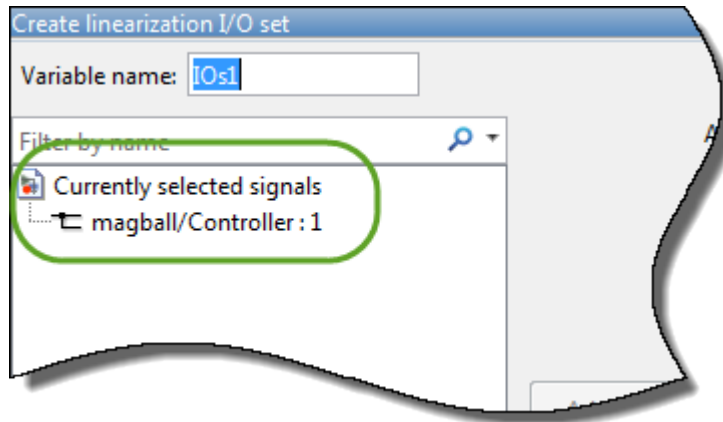 Create linearization I/O set
Variable name: IOs1
Filter by name
Currently selected signals
magball/Controller : 1